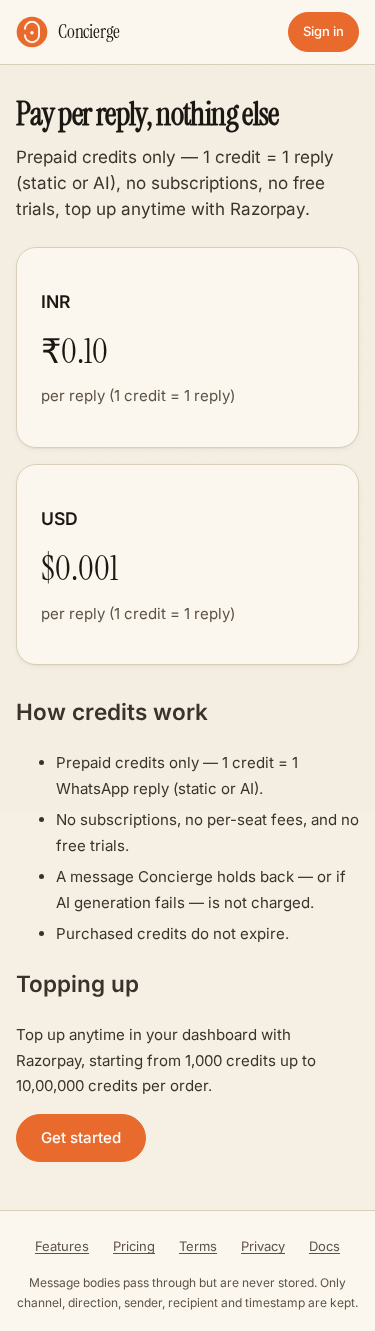 Concierge
Sign in
Pay per reply, nothing else
Prepaid credits only — 1 credit = 1 reply
(static or AI), no subscriptions, no free
trials, top up anytime with Razorpay.
INR
₹0.10
per reply (1 credit = 1 reply)
USD
$0.001
per reply (1 credit = 1 reply)
How credits work
• Prepaid credits only — 1 credit = 1
WhatsApp reply (static or AI).
• No subscriptions, no per-seat fees, and no
free trials.
• A message Concierge holds back — or if
AI generation fails — is not charged.
• Purchased credits do not expire.
Topping up
Top up anytime in your dashboard with
Razorpay, starting from 1,000 credits up to
10,00,000 credits per order.
Get started
Features Pricing Terms Privacy Docs
Message bodies pass through but are never stored. Only
channel, direction, sender, recipient and timestamp are kept.